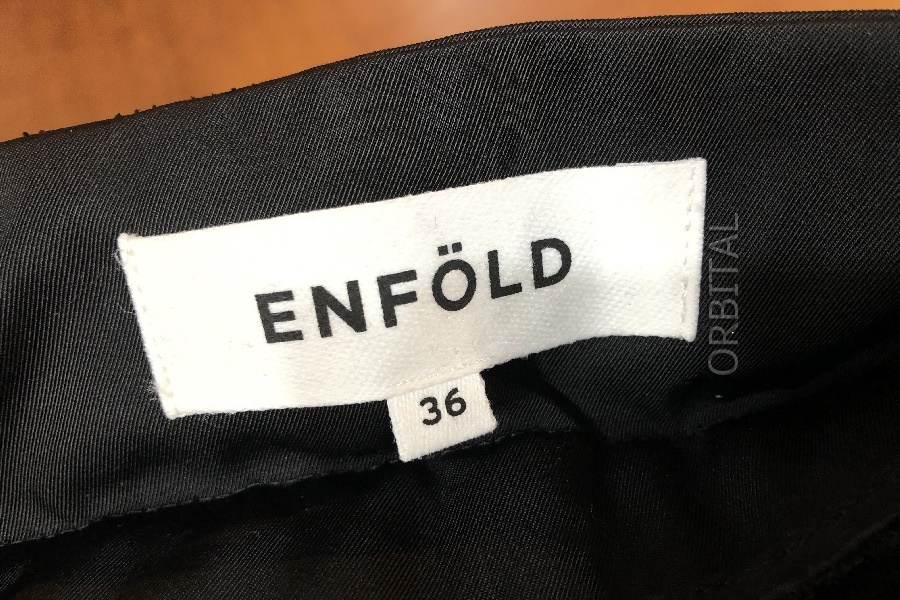 ENFÖLD
36
ORBITAL